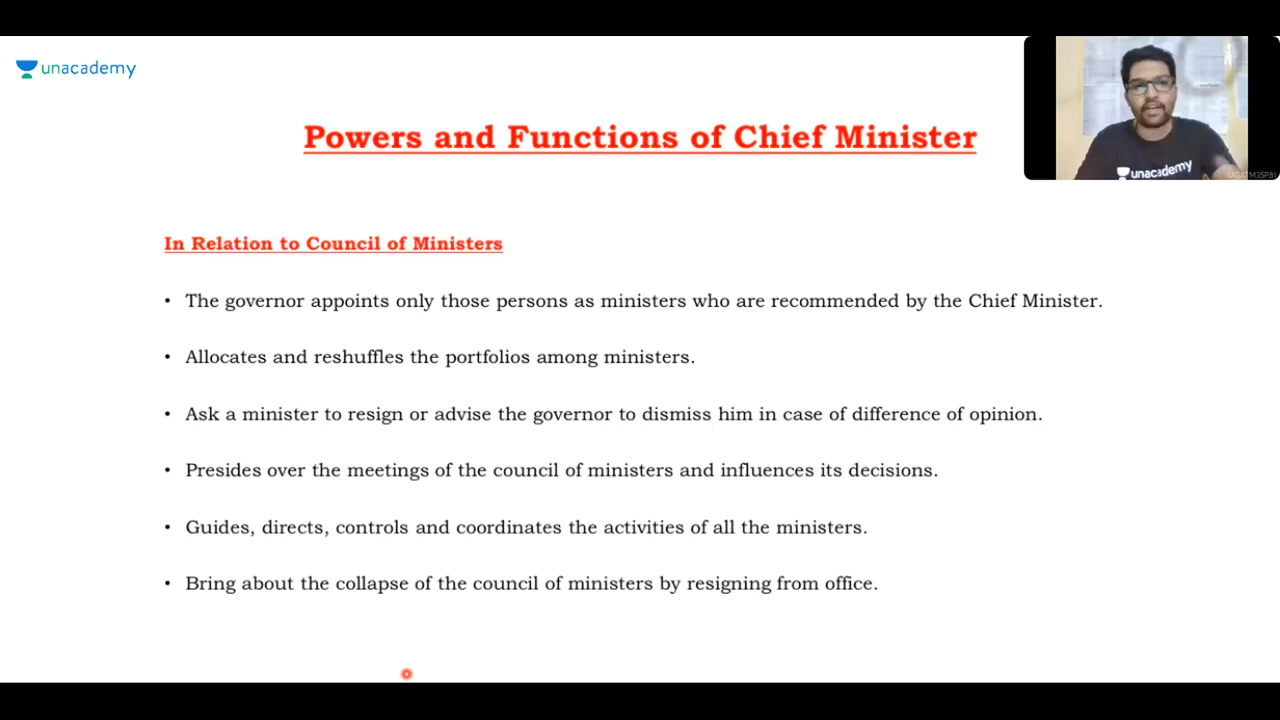 unacademy
Powers and Functions of Chief Minister
unacademy
In Relation to Council of Ministers
• The governor appoints only those persons as ministers who are recommended by the Chief Minister.
• Allocates and reshuffles the portfolios among ministers.
• Ask a minister to resign or advise the governor to dismiss him in case of difference of opinion.
• Presides over the meetings of the council of ministers and influences its decisions.
• Guides, directs, controls and coordinates the activities of all the ministers.
• Bring about the collapse of the council of ministers by resigning from office.